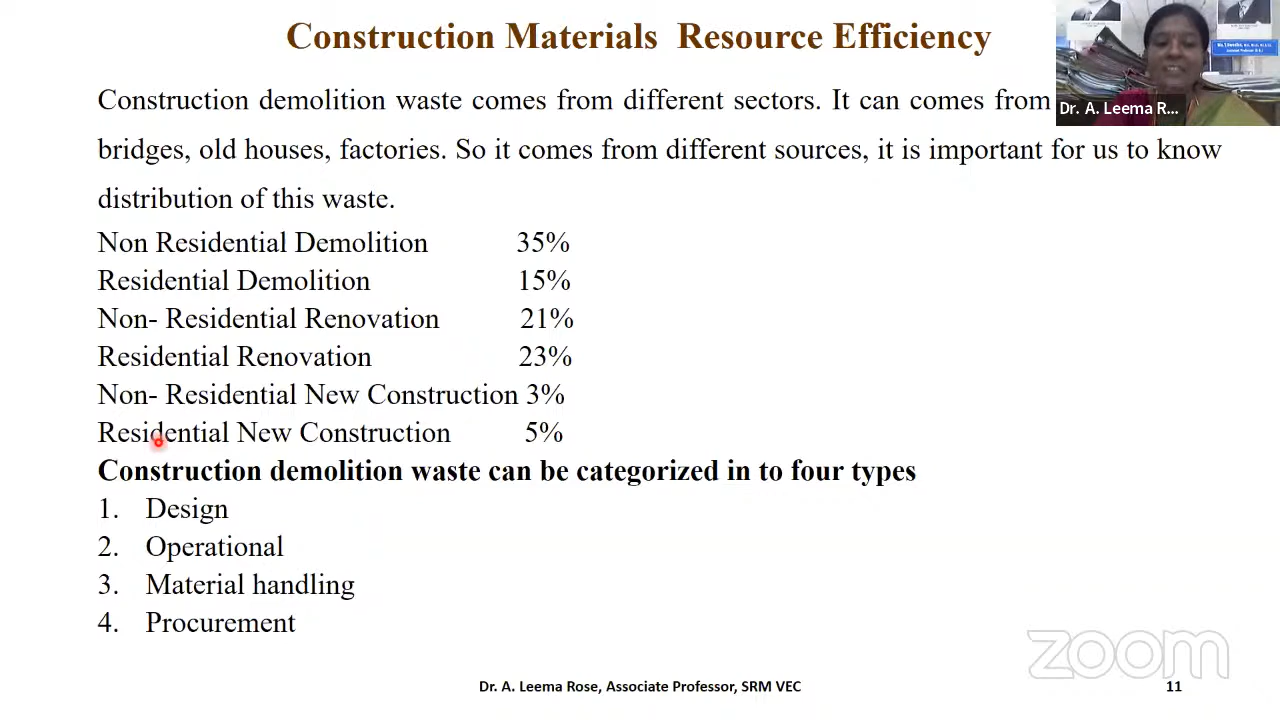 Construction Materials Resource Efficiency
Construction demolition waste comes from different sectors. It can comes from
bridges, old houses, factories. So it comes from different sources, it is important for us to know
distribution of this waste.
Non Residential Demolition 35%
Residential Demolition 15%
Non- Residential Renovation 21%
Residential Renovation 23%
Non- Residential New Construction 3%
Residential New Construction 5%
Construction demolition waste can be categorized in to four types
1. Design
2. Operational
3. Material handling
4. Procurement
Dr. A. Leema R...
zoom
Dr. A. Leema Rose, Associate Professor, SRM VEC
11